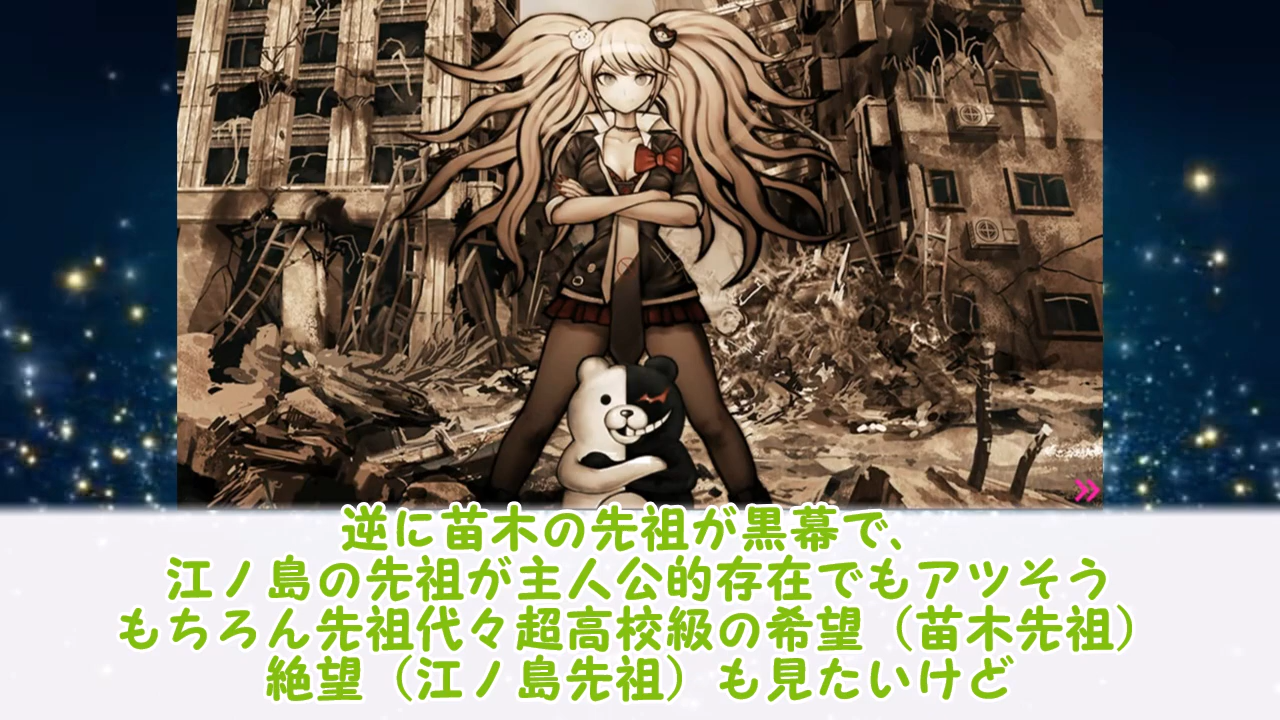 逆に苗木の先祖が黒幕で、
江ノ島の先祖が主人公的存在でもアツそう
もちろん先祖代々超高校級の希望（苗木先祖）
絶望（江ノ島先祖）も見たいけど